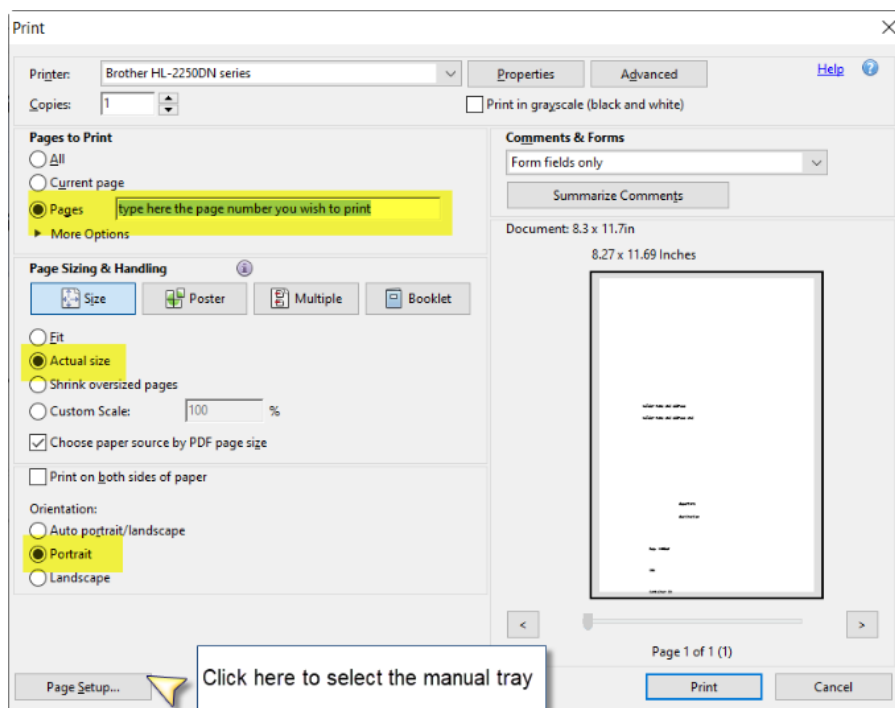 Print
Printer: Brother HL-2250DN series Properties Advanced Help
Copies: 1 Print in grayscale (black and white)
Pages to Print
All
Current page
Pages type here the page number you wish to print
More Options
Comments & Forms
Form fields only
Summarize Comments
Page Sizing & Handling
Size Poster Multiple Booklet
Fit
Actual size
Shrink oversized pages
Custom Scale: 100 %
Choose paper source by PDF page size
Print on both sides of paper
Orientation:
Auto portrait/landscape
Portrait
Landscape
Document: 8.3 x 11.7in
8.27 x 11.69 Inches
< >
Page 1 of 1 (1)
Page Setup...
Click here to select the manual tray
Print Cancel